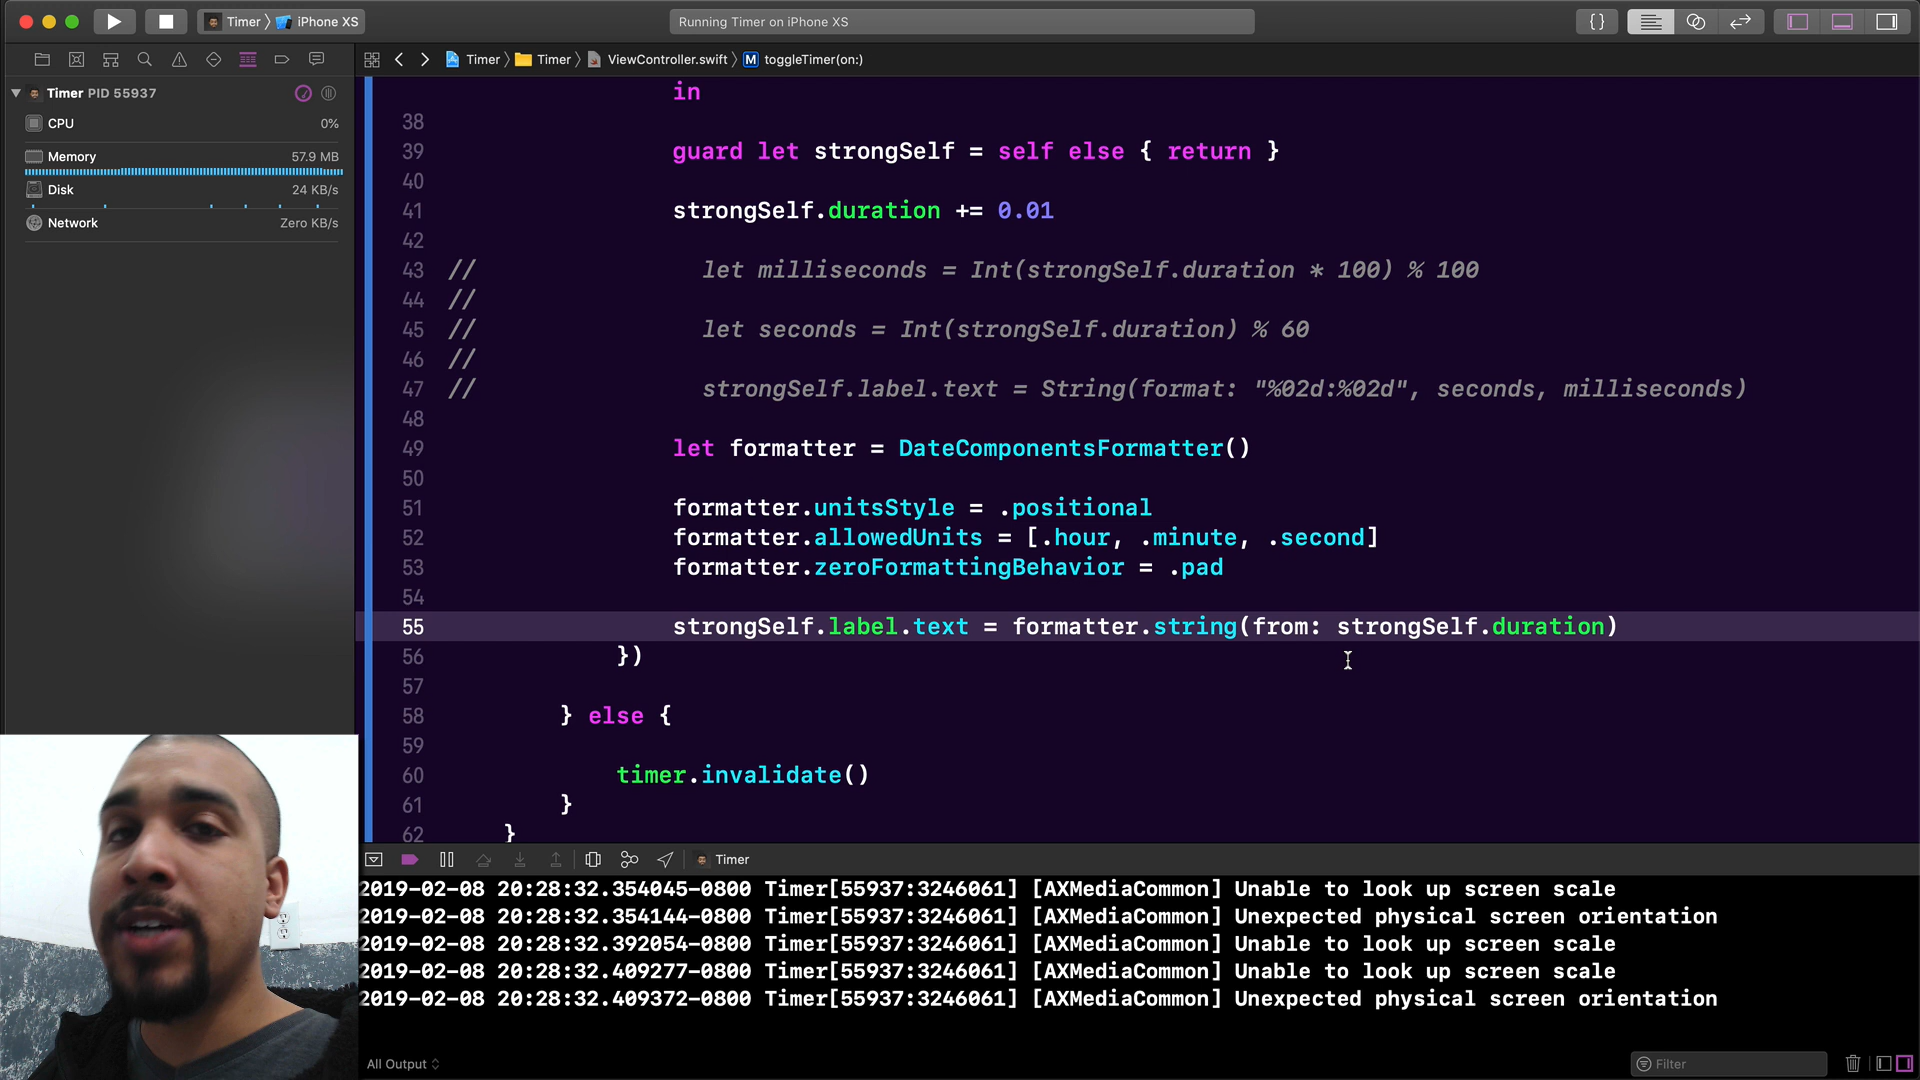 Timer iPhone XS
Running Timer on iPhone XS
{}
Timer Timer ViewController.swift M toggleTimer(on:)
Timer PID 55937
CPU 0%
Memory 57.9 MB
Disk 24 KB/s
Network Zero KB/s
in
38
39 guard let strongSelf = self else { return }
40
41 strongSelf.duration += 0.01
42
43 // let milliseconds = Int(strongSelf.duration * 100) % 100
44 //
45 // let seconds = Int(strongSelf.duration) % 60
46 //
47 // strongSelf.label.text = String(format: "%02d:%02d", seconds, milliseconds)
48
49 let formatter = DateComponentsFormatter()
50
51 formatter.unitsStyle = .positional
52 formatter.allowedUnits = [.hour, .minute, .second]
53 formatter.zeroFormattingBehavior = .pad
54
55 strongSelf.label.text = formatter.string(from: strongSelf.duration)
56 })
57
58 } else {
59
60 timer.invalidate()
61 }
62 }
Timer
2019-02-08 20:28:32.354045-0800 Timer[55937:3246061] [AXMediaCommon] Unable to look up screen scale
2019-02-08 20:28:32.354144-0800 Timer[55937:3246061] [AXMediaCommon] Unexpected physical screen orientation
2019-02-08 20:28:32.392054-0800 Timer[55937:3246061] [AXMediaCommon] Unable to look up screen scale
2019-02-08 20:28:32.409277-0800 Timer[55937:3246061] [AXMediaCommon] Unable to look up screen scale
2019-02-08 20:28:32.409372-0800 Timer[55937:3246061] [AXMediaCommon] Unexpected physical screen orientation
All Output Filter